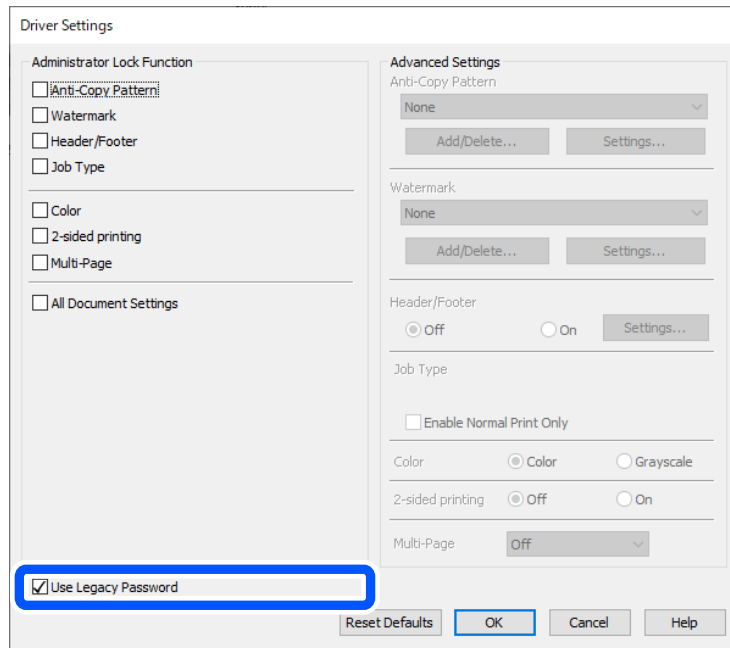 Driver Settings
Administrator Lock Function
Anti-Copy Pattern
Watermark
Header/Footer
Job Type
Color
2-sided printing
Multi-Page
All Document Settings
Use Legacy Password
Advanced Settings
Anti-Copy Pattern
None
Add/Delete... Settings...
Watermark
None
Add/Delete... Settings...
Header/Footer
Off On Settings...
Job Type
Enable Normal Print Only
Color Color Grayscale
2-sided printing Off On
Multi-Page Off
Reset Defaults OK Cancel Help